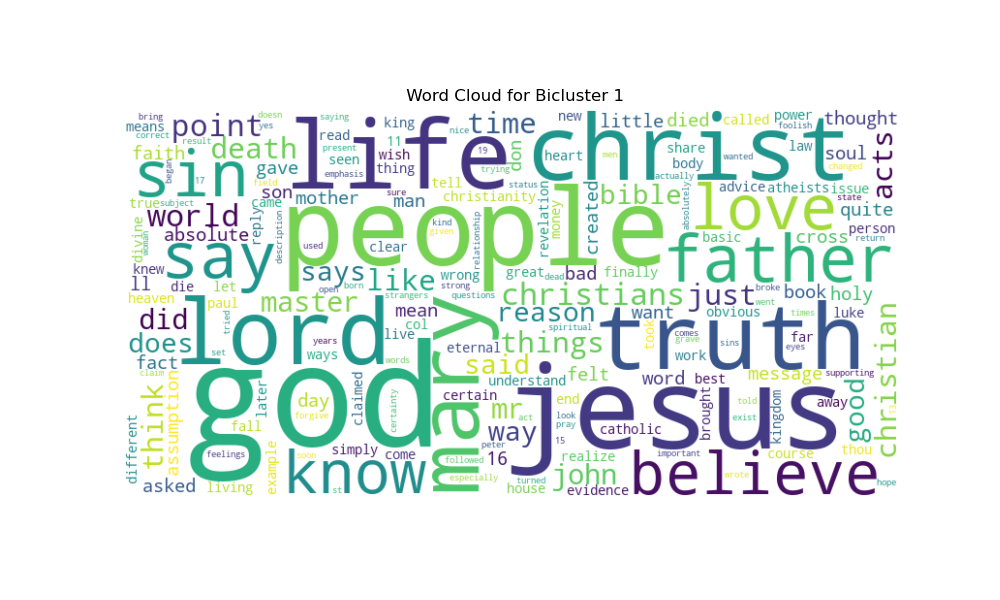 Word Cloud for Bicluster 1
bring
doesn
saying
king
time
new
little
died
called
power
thought
correct
means
yes
point
life
read
11
nice
christ
foolish
result
faith
death
present
seen
wish
thing
19
don
share
wanted
law
soul
acts
began
sin
gave
emphasis
trying
heart
men
body
actually
changed
17
field
son
tell
sure
status
advice
atheists
issue
state
true
subject
came
mother
man
christianity
revelation
money
created
bible
absolutely
love
quite
world
reply
people
kind
given
relationship
basic
cross
person
return
divine
woman
absolute
description
used
clear
father
knew
say
says
like
wrong
great
dead
bad
finally
ll
die
let
open
born
strong
questions
heaven
paul
master
strangers
mean
christians
just
broke
book
holy
did
lord
tried
col
reason
want
obvious
went
times
luke
does
set
years
live
mary
things
took
truth
comes
far
fact
ways
words
eternal
spiritual
work
grave
sins
eyes
claim
god
said
felt
word
best
message
supporting
christian
think
assumption
later
day
forgive
claimed
certainty
understand
certain
end
jesus
brought
told
exist
kingdom
away
good
different
fall
feelings
mr
act
way
look
pray
catholic
thou
13
simply
come
16
peter
15
important
course
asked
living
example
soon
know
st
followed
especially
turned
house
realize
john
evidence
believe
wrote
hope